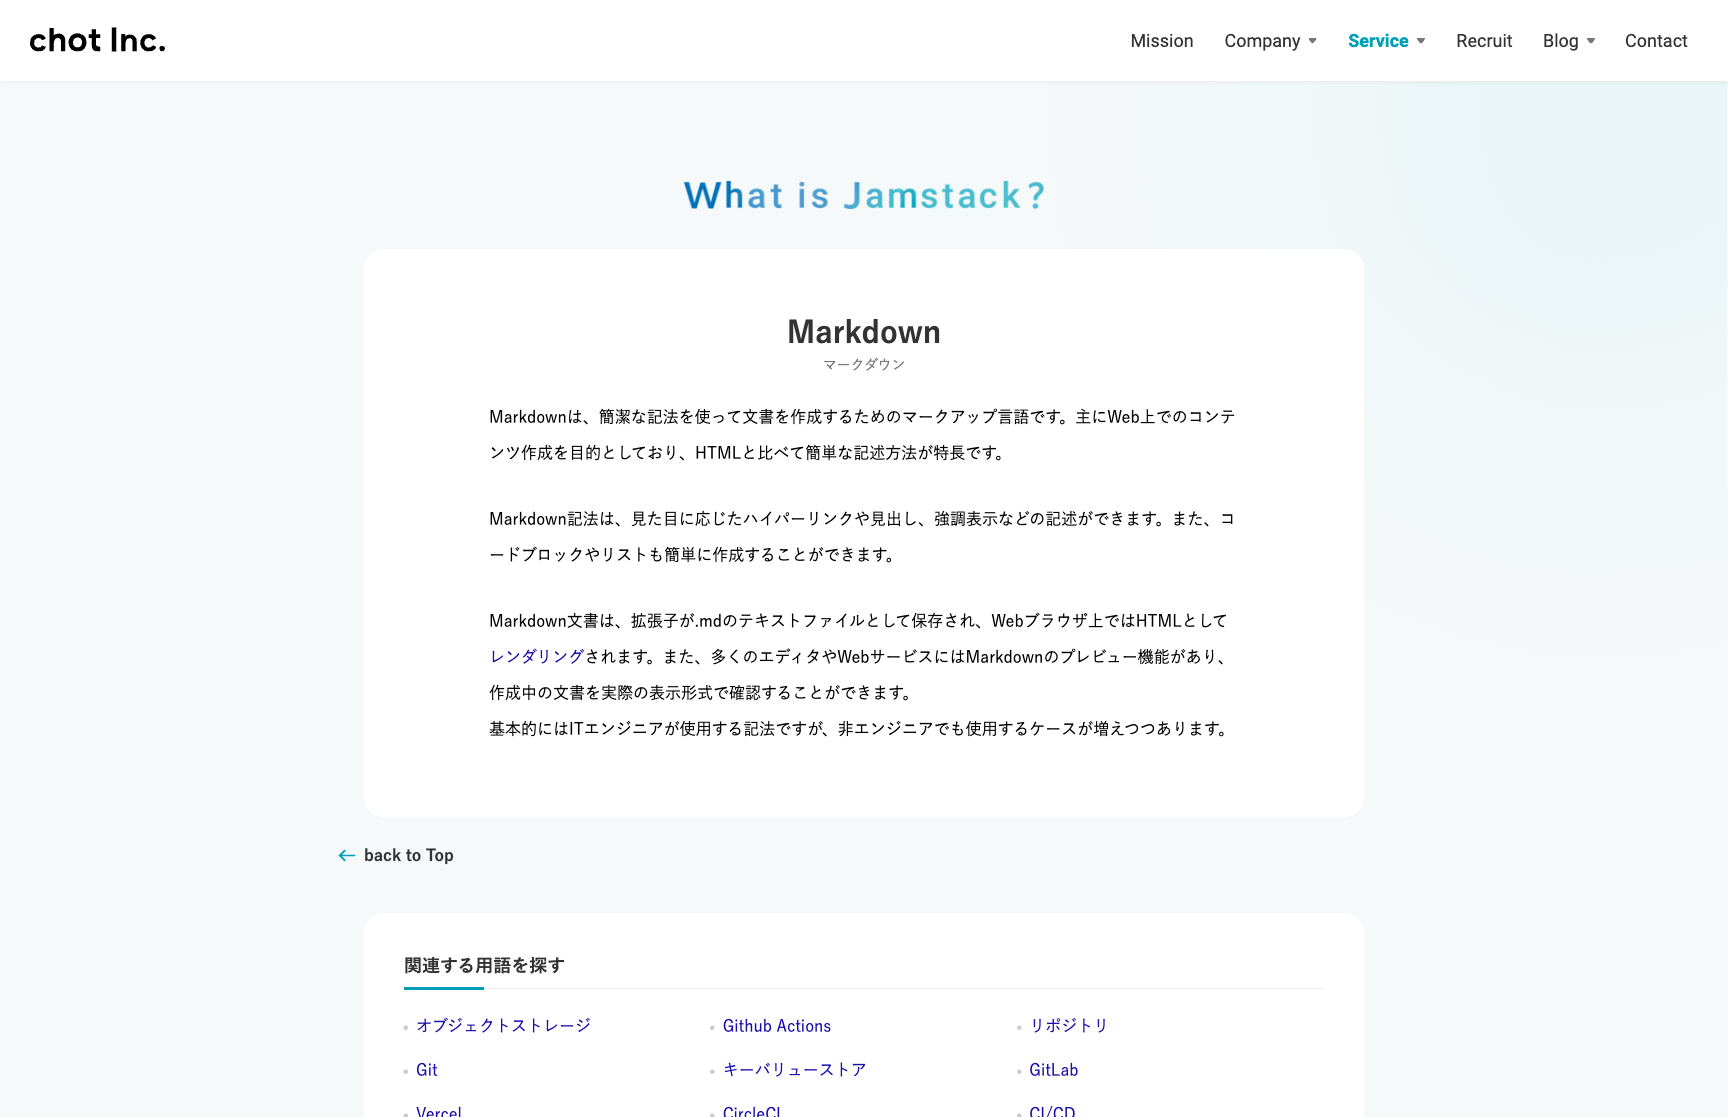 chot Inc.
Mission Company Service Recruit Blog Contact
What is Jamstack?
Markdown
マークダウン
Markdownは、簡潔な記法を使って文書を作成するためのマークアップ言語です。主にWeb上でのコンテ
ンツ作成を目的としており、HTMLと比べて簡単な記述方法が特長です。
Markdown記法は、見た目に応じたハイパーリンクや見出し、強調表示などの記述ができます。また、コ
ードブロックやリストも簡単に作成することができます。
Markdown文書は、拡張子が.mdのテキストファイルとして保存され、Webブラウザ上ではHTMLとして
レンダリングされます。また、多くのエディタやWebサービスにはMarkdownのプレビュー機能があり、
作成中の文書を実際の表示形式で確認することができます。
基本的にはITエンジニアが使用する記法ですが、非エンジニアでも使用するケースが増えつつあります。
back to Top
関連する用語を探す
オブジェクトストレージ Github Actions リポジトリ
Git キーバリューストア GitLab
Vercel CircleCI CI/CD